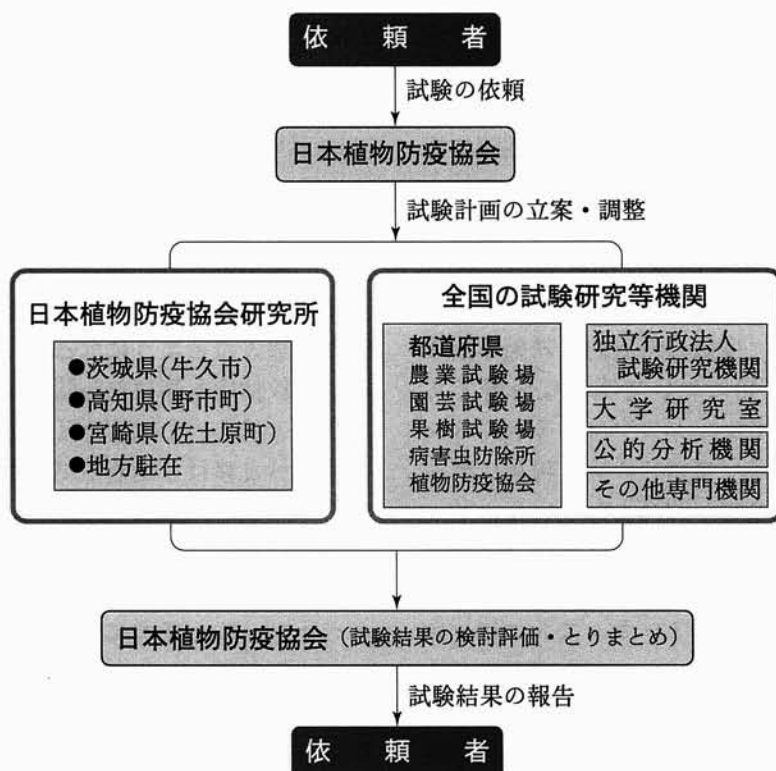 依頼者
試験の依頼
日本植物防疫協会
試験計画の立案・調整
日本植物防疫協会研究所
●茨城県(牛久市)
●高知県(野市町)
●宮崎県(佐土原町)
●地方駐在
全国の試験研究等機関
都道府県
農業試験場
園芸試験場
果樹試験場
病害虫防除所
植物防疫協会
独立行政法人
試験研究機関
大学研究室
公的分析機関
その他専門機関
日本植物防疫協会(試験結果の検討評価・とりまとめ)
試験結果の報告
依頼者